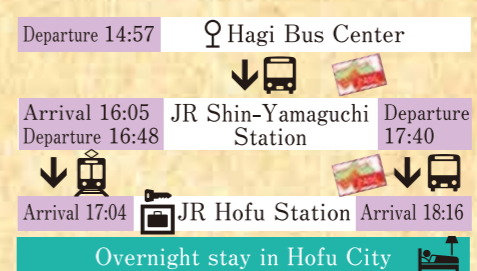 Departure 14:57 Hagi Bus Center
Arrival 16:05 JR Shin-Yamaguchi Departure
Departure 16:48 Station 17:40
Arrival 17:04 JR Hofu Station Arrival 18:16
Overnight stay in Hofu City